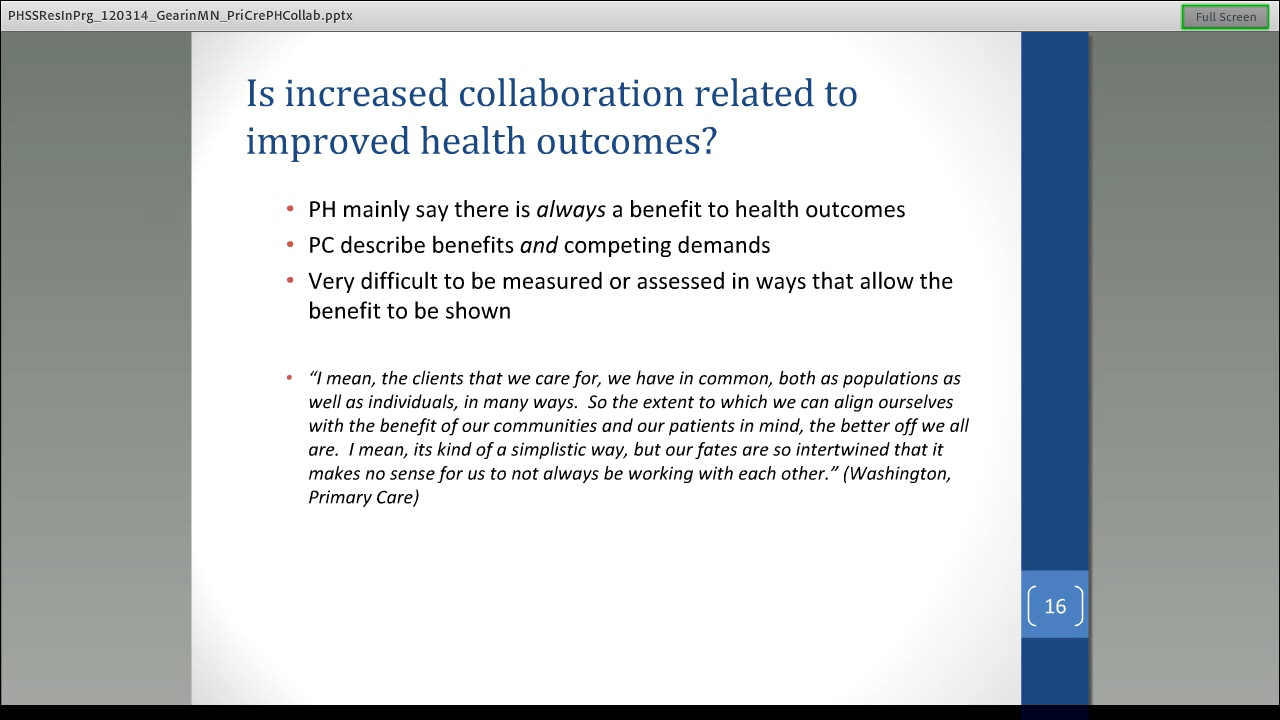 PHSSResInPrg_120314_GearinMN_PriCrePHCollab.pptx
Full Screen
Is increased collaboration related to
improved health outcomes?
• PH mainly say there is always a benefit to health outcomes
• PC describe benefits and competing demands
• Very difficult to be measured or assessed in ways that allow the
benefit to be shown
• “I mean, the clients that we care for, we have in common, both as populations as
well as individuals, in many ways.  So the extent to which we can align ourselves
with the benefit of our communities and our patients in mind, the better off we all
are.  I mean, its kind of a simplistic way, but our fates are so intertwined that it
makes no sense for us to not always be working with each other.” (Washington,
Primary Care)
16